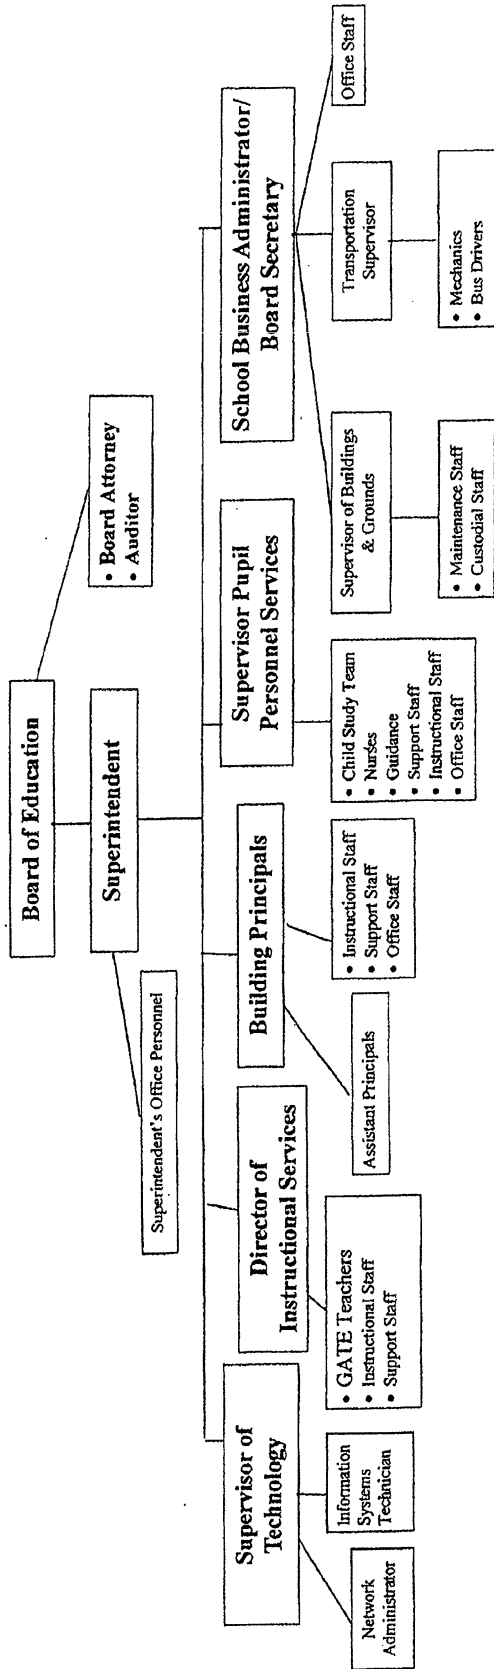 Board of Education
• Board Attorney
• Auditor
Superintendent
Superintendent's Office Personnel
Supervisor of
Technology
Director of
Instructional Services
Building Principals
Supervisor Pupil
Personnel Services
School Business Administrator/
Board Secretary
Network
Administrator
Information
Systems
Technician
• GATE Teachers
• Instructional Staff
• Support Staff
Assistant Principals
• Instructional Staff
• Support Staff
• Office Staff
• Child Study Team
• Nurses
• Guidance
• Support Staff
• Instructional Staff
• Office Staff
Supervisor of Buildings
& Grounds
Transportation
Supervisor
Office Staff
• Maintenance Staff
• Custodial Staff
• Mechanics
• Bus Drivers